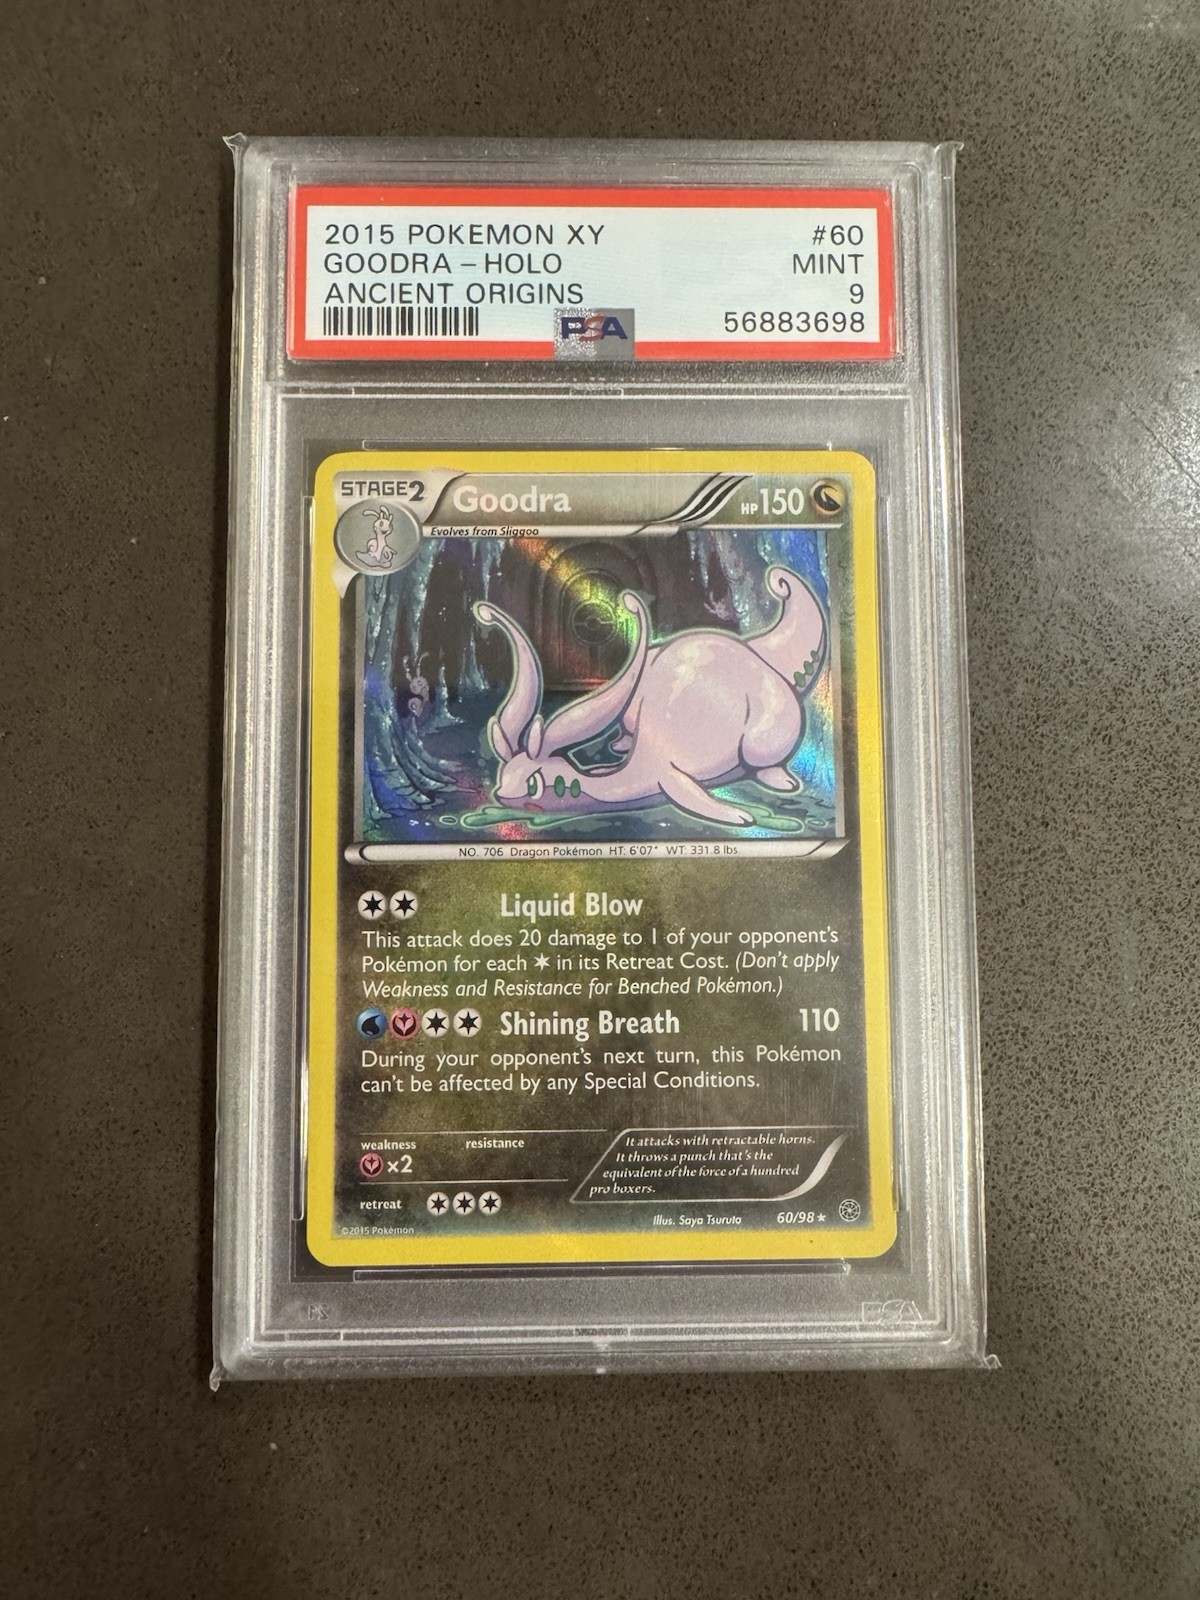 2015 POKEMON XY #60
GOODRA – HOLO MINT
ANCIENT ORIGINS 9
PSA 56883698
STAGE2 Goodra HP150
Evolves from Sliggoo
NO. 706 Dragon Pokémon HT: 6'07" WT: 331.8 lbs.
Liquid Blow
This attack does 20 damage to 1 of your opponent's
Pokémon for each in its Retreat Cost. (Don't apply
Weakness and Resistance for Benched Pokémon.)
Shining Breath 110
During your opponent's next turn, this Pokémon
can't be affected by any Special Conditions.
weakness resistance
×2
retreat
It attacks with retractable horns.
It throws a punch that's the
equivalent of the force of a hundred
pro boxers.
Illus. Saya Tsuruta 60/98★
©2015 Pokémon
PSA